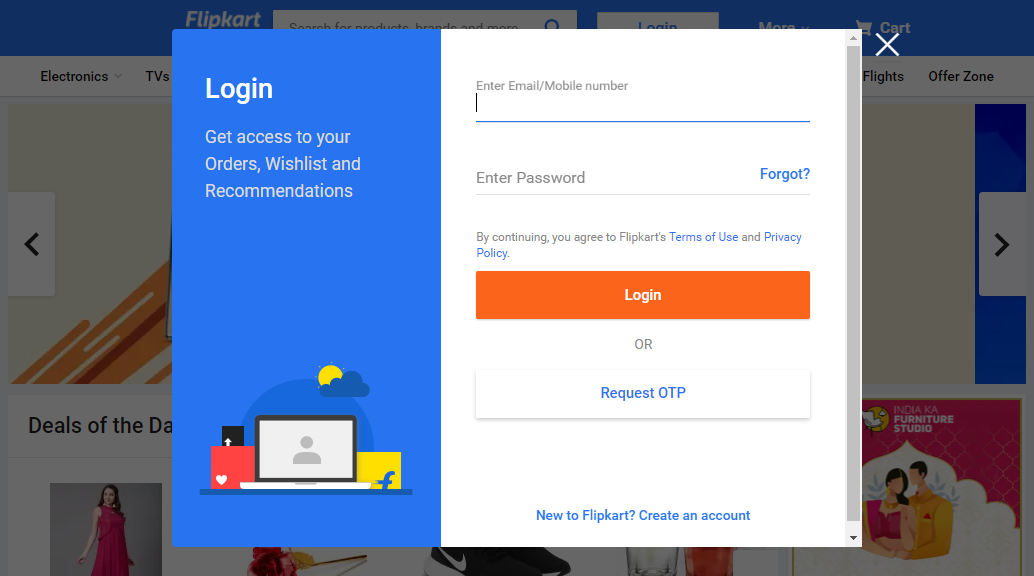 Flipkart
Search for products, brands and more
Login
More
Cart
Electronics
TVs
Flights
Offer Zone
Login
Get access to your
Orders, Wishlist and
Recommendations
Enter Email/Mobile number
Enter Password
Forgot?
By continuing, you agree to Flipkart's Terms of Use and Privacy
Policy.
Login
OR
Request OTP
New to Flipkart? Create an account
Deals of the Da
INDIA KA
FURNITURE
STUDIO